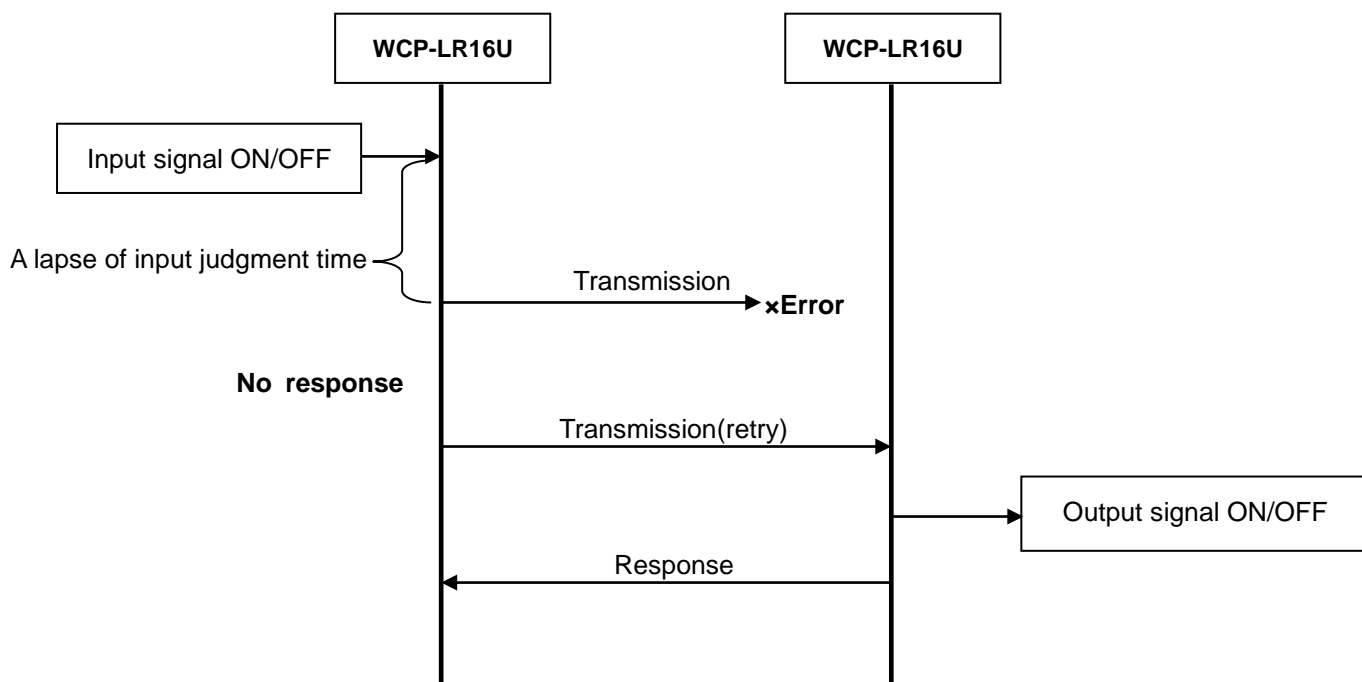 WCP-LR16U
WCP-LR16U
Input signal ON/OFF
A lapse of input judgment time
Transmission
×Error
No response
Transmission(retry)
Output signal ON/OFF
Response